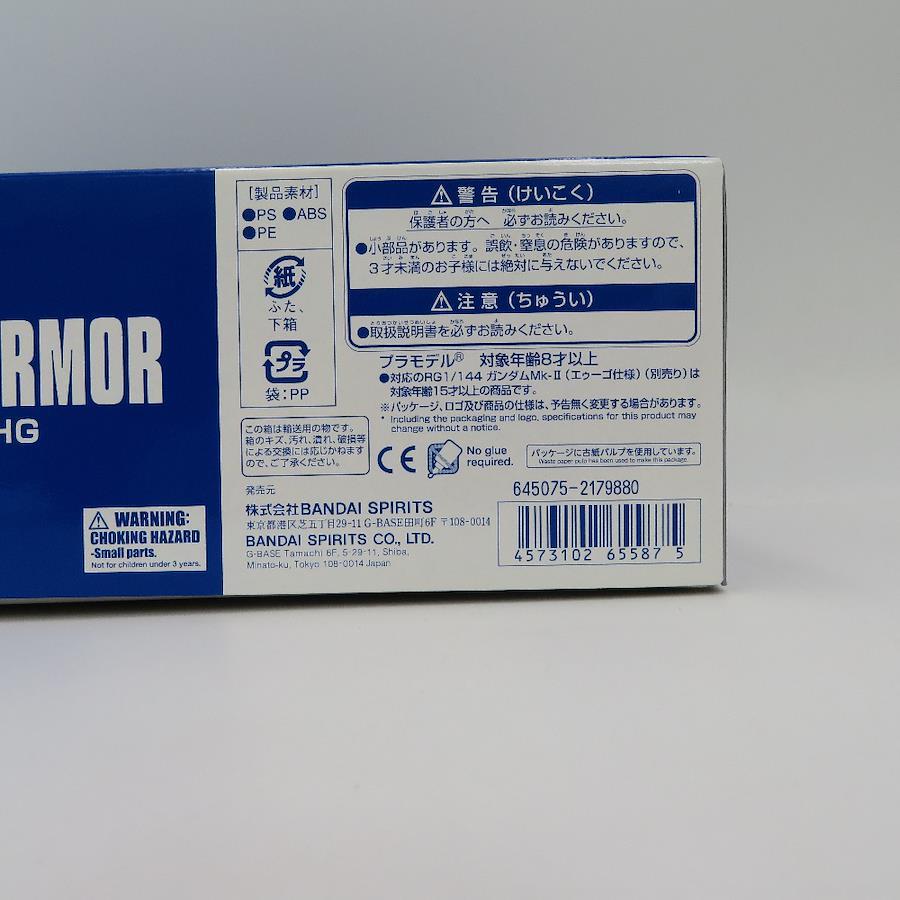 RMOR
HG
WARNING:
CHOKING HAZARD
-Small parts.
Not for children under 3 years.
[製品素材]
●PS ●ABS
●PE
紙
ふた、
下箱
プラ
袋:PP
この箱は輸送用の物です。
箱のキズ、汚れ、潰れ、破損等
による交換には応じかねます
ので、ご了承ください。
警告(けいこく)
保護者の方へ 必ずお読みください。
●小部品があります。誤飲・窒息の危険がありますので、
3才未満のお子様には絶対に与えないでください。
注意(ちゅうい)
●取扱説明書を必ずお読みください。
プラモデル® 対象年齢8才以上
●対応のRG1/144 ガンダムMk-Ⅱ(エゥーゴ仕様)(別売り)は
対象年齢15才以上の商品です。
※パッケージ、ロゴ及び商品の仕様は、予告無く変更する場合があります。
* Including the packaging and logo, specifications for this product may
change without a notice.
CE
No glue
required.
パッケージに古紙パルプを使用しています。
Waste paper pulp has been used to make this package.
発売元
株式会社BANDAI SPIRITS
東京都港区芝五丁目29-11 G-BASE田町6F 〒108-0014
BANDAI SPIRITS CO., LTD.
G-BASE Tamachi 6F, 5-29-11, Shiba,
Minato-ku, Tokyo 108-0014 Japan
645075-2179880
4573102 65587 5